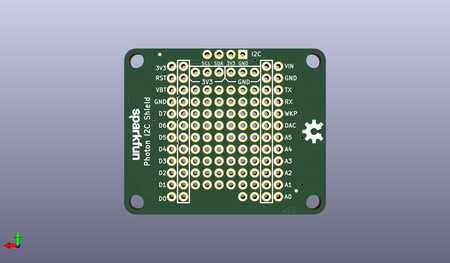 I2C
SCL SDA 3V3 GND
3V3
VIN
RST
GND
3V3
GND
VBT
TX
GND
RX
D7
WKP
D6
DAC
D5
A5
D4
A4
D3
A3
D2
A2
D1
A1
D0
A0
sparkfun
Photon I2C Shield